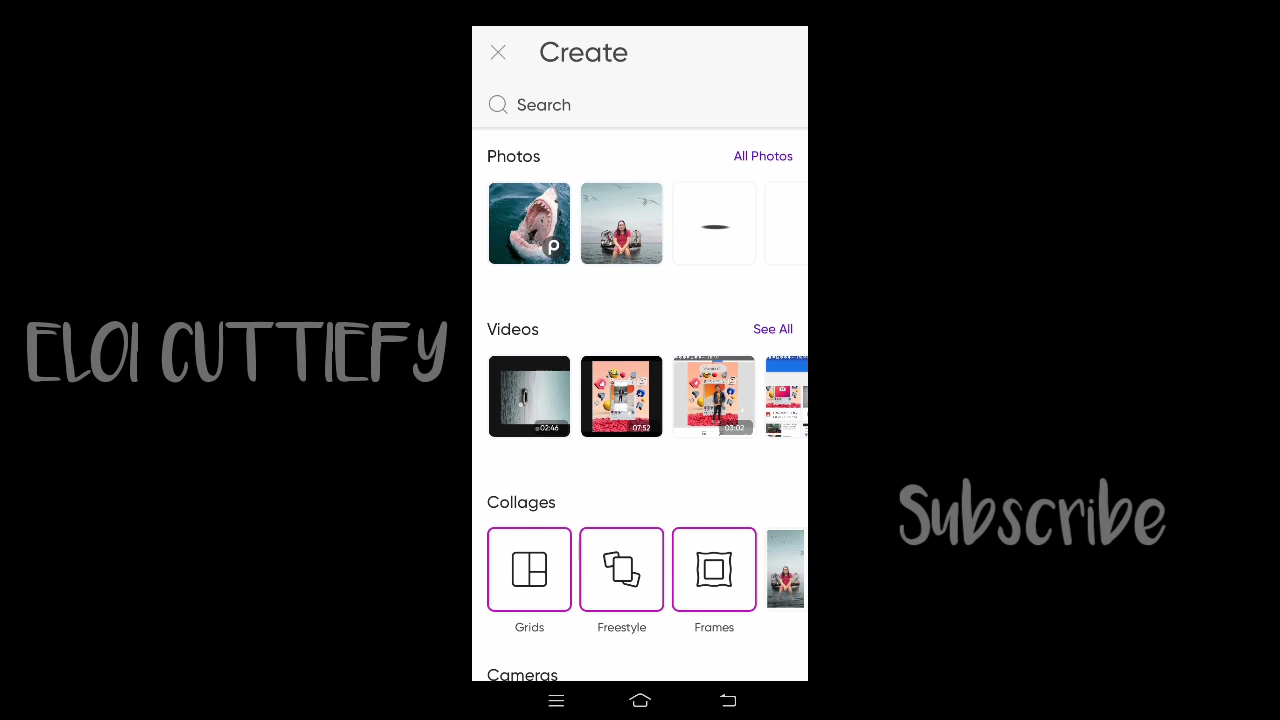 Create
Search
Photos
All Photos
Videos
See All
02:46
07:52
03:02
ELOI CUTTIEFY
Collages
Subscribe
Grids
Freestyle
Frames
Cameras